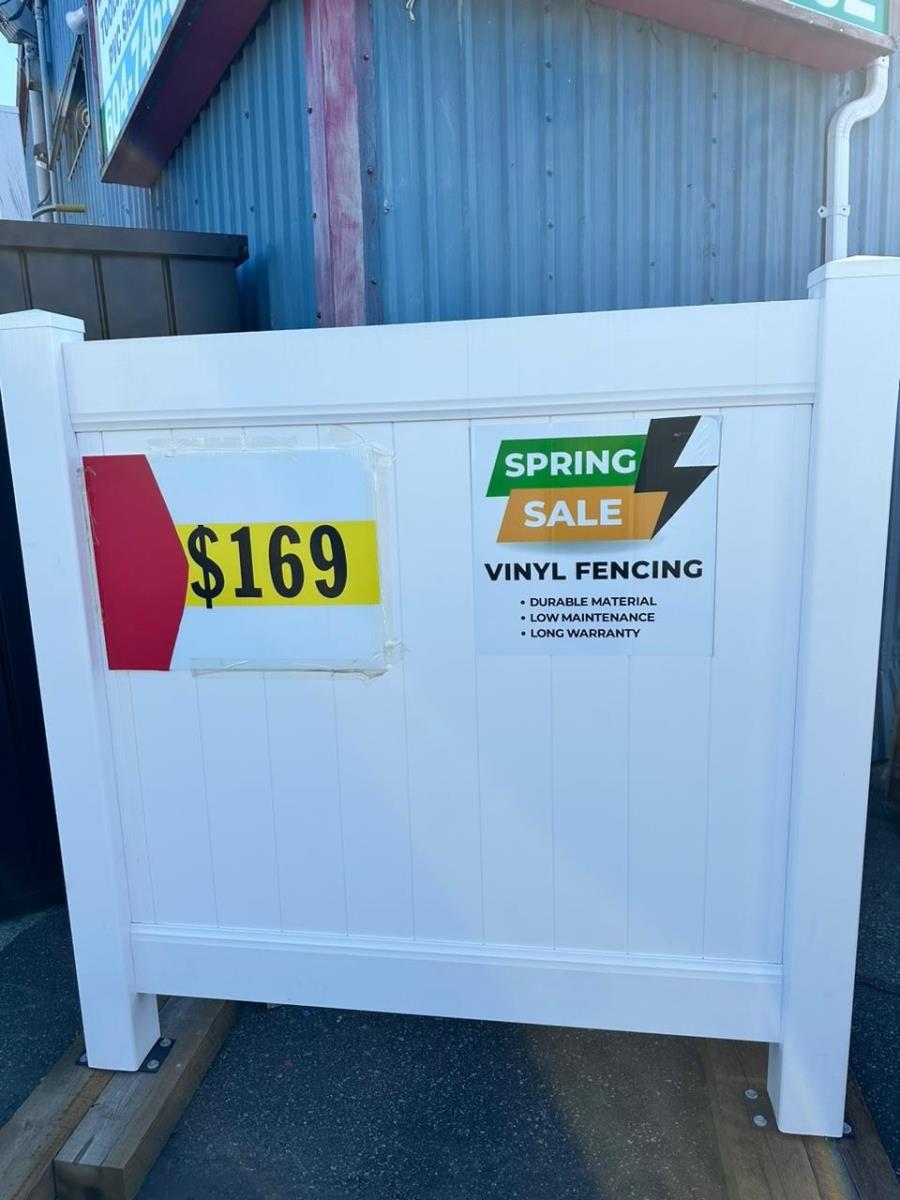 $169
SPRING
SALE
VINYL FENCING
• DURABLE MATERIAL
• LOW MAINTENANCE
• LONG WARRANTY